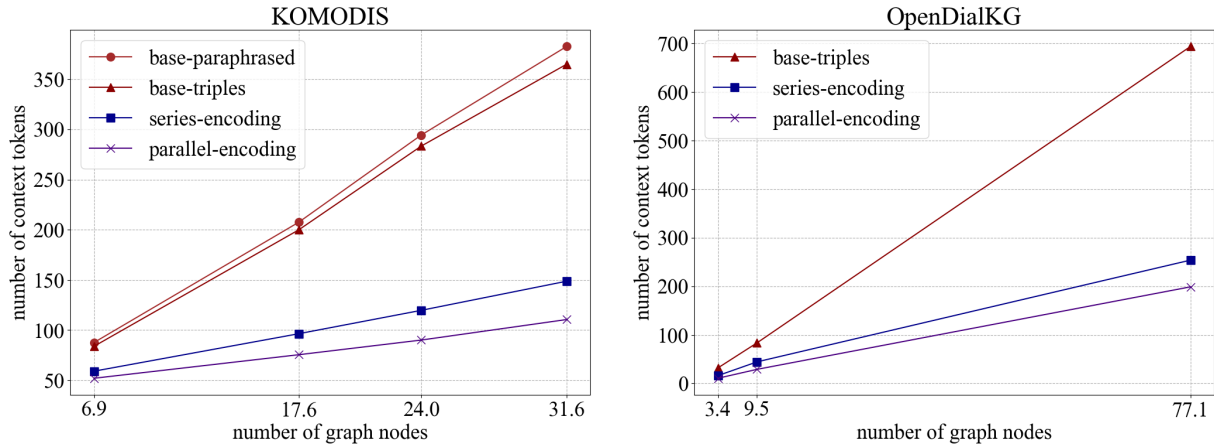 KOMODIS
base-paraphrased
base-triples
series-encoding
parallel-encoding
number of context tokens
350
300
250
200
150
100
50
6.9
17.6
24.0
31.6
number of graph nodes
OpenDialKG
base-triples
series-encoding
parallel-encoding
number of context tokens
700
600
500
400
300
200
100
0
3.4
9.5
77.1
number of graph nodes